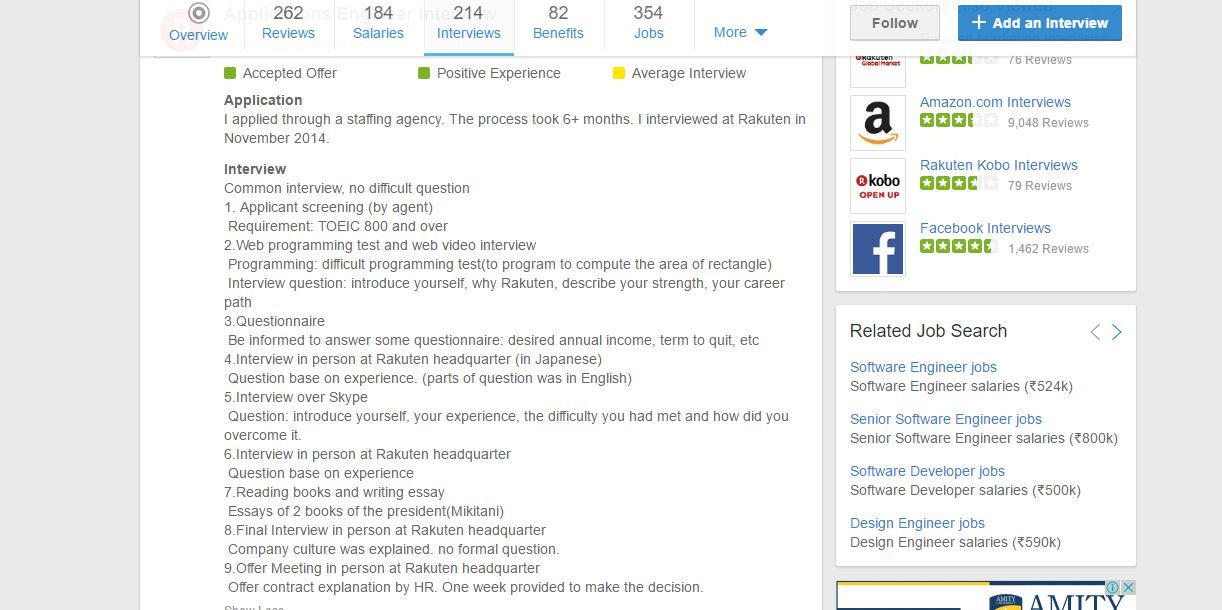 Applications Engineer Interview
Job Seekers Also Viewed
Overview
262
Reviews
184
Salaries
214
Interviews
82
Benefits
354
Jobs
More
Follow
+ Add an Interview
Accepted Offer
Positive Experience
Average Interview
Application
I applied through a staffing agency. The process took 6+ months. I interviewed at Rakuten in
November 2014.
Interview
Common interview, no difficult question
1. Applicant screening (by agent)
Requirement: TOEIC 800 and over
2.Web programming test and web video interview
Programming: difficult programming test(to program to compute the area of rectangle)
Interview question: introduce yourself, why Rakuten, describe your strength, your career
path
3.Questionnaire
Be informed to answer some questionnaire: desired annual income, term to quit, etc
4.Interview in person at Rakuten headquarter (in Japanese)
Question base on experience. (parts of question was in English)
5.Interview over Skype
Question: introduce yourself, your experience, the difficulty you had met and how did you
overcome it.
6.Interview in person at Rakuten headquarter
Question base on experience
7.Reading books and writing essay
Essays of 2 books of the president(Mikitani)
8.Final Interview in person at Rakuten headquarter
Company culture was explained. no formal question.
9.Offer Meeting in person at Rakuten headquarter
Offer contract explanation by HR. One week provided to make the decision.
Show Less
Rakuten
Global Market
76 Reviews
a
Amazon.com Interviews
9,048 Reviews
R kobo
OPEN UP
Rakuten Kobo Interviews
79 Reviews
f
Facebook Interviews
1,462 Reviews
Related Job Search
Software Engineer jobs
Software Engineer salaries (₹524k)
Senior Software Engineer jobs
Senior Software Engineer salaries (₹800k)
Software Developer jobs
Software Developer salaries (₹500k)
Design Engineer jobs
Design Engineer salaries (₹590k)
AMITY
AMITY